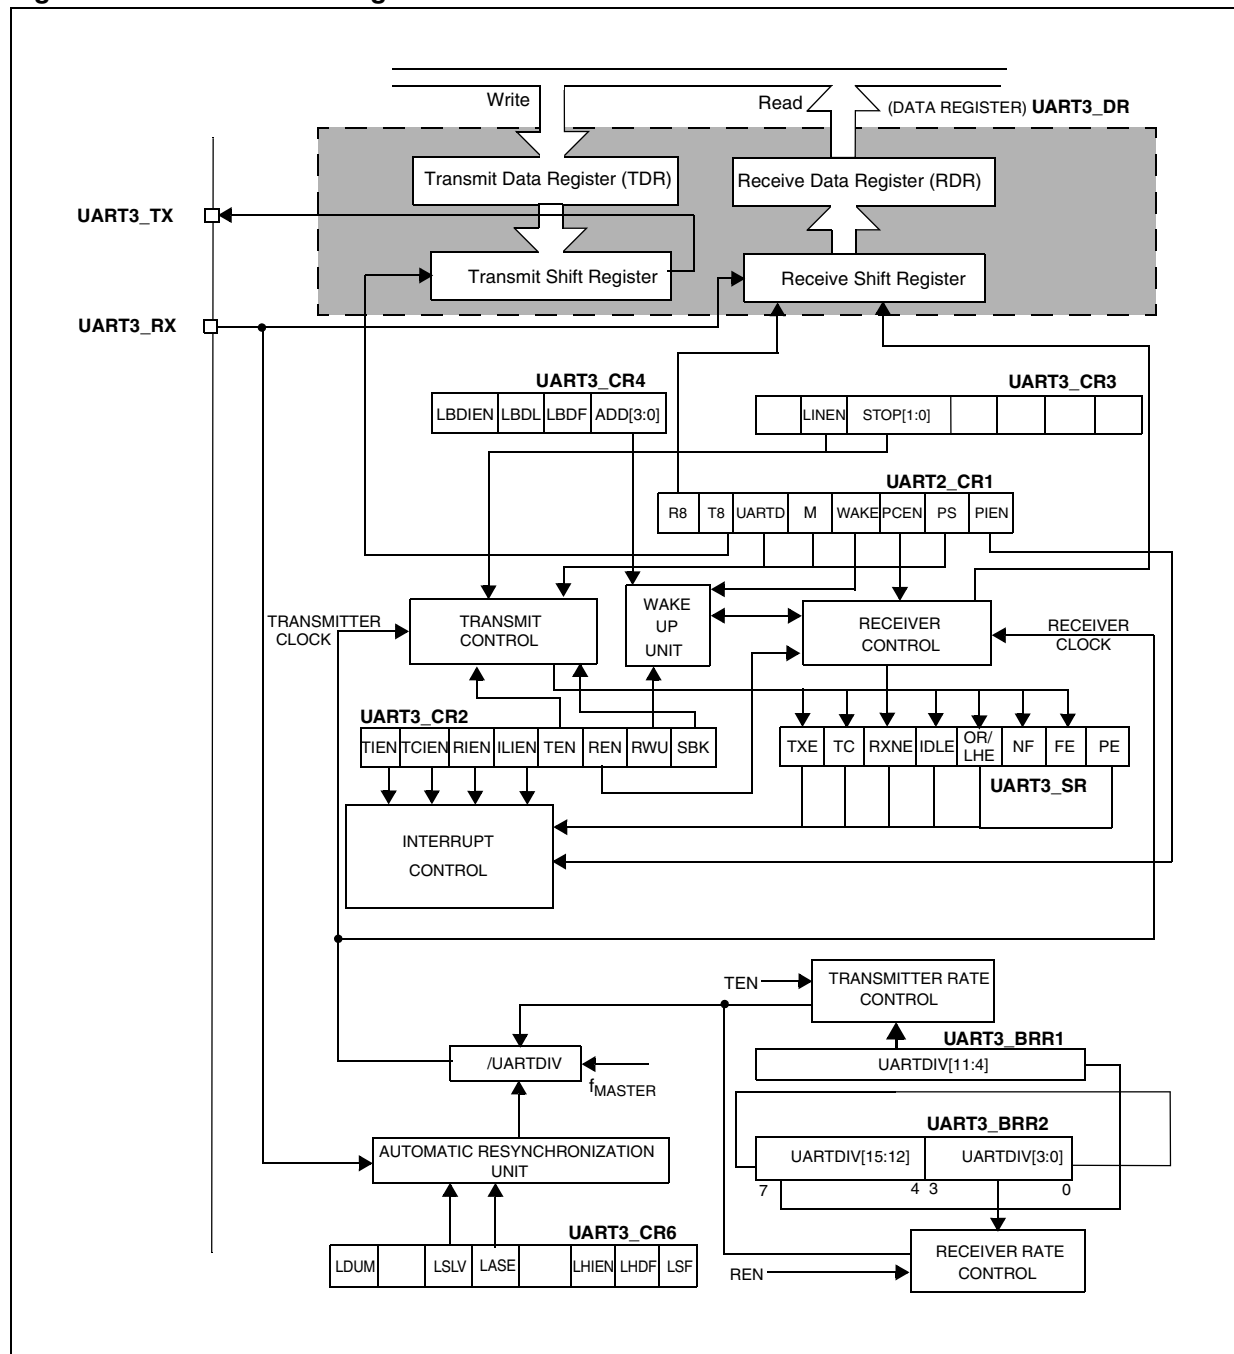 Write
Read
(DATA REGISTER) UART3_DR
Transmit Data Register (TDR)
Receive Data Register (RDR)
UART3_TX
Transmit Shift Register
Receive Shift Register
UART3_RX
UART3_CR4
UART3_CR3
LBDIEN LBDL LBDF ADD[3:0]
LINEN STOP[1:0]
UART2_CR1
R8 T8 UARTD M WAKE PCEN PS PIEN
TRANSMITTER
CLOCK
TRANSMIT
CONTROL
WAKE
UP
UNIT
RECEIVER
CONTROL
RECEIVER
CLOCK
UART3_CR2
TIEN TCIEN RIEN ILIEN TEN REN RWU SBK
TXE TC RXNE IDLE OR/
LHE NF FE PE
UART3_SR
INTERRUPT
CONTROL
TEN
TRANSMITTER RATE
CONTROL
UART3_BRR1
UARTDIV[11:4]
/UARTDIV
fMASTER
UART3_BRR2
UARTDIV[15:12] UARTDIV[3:0]
7 4 3 0
AUTOMATIC RESYNCHRONIZATION
UNIT
UART3_CR6
LDUM LSLV LASE LHIEN LHDF LSF
REN
RECEIVER RATE
CONTROL